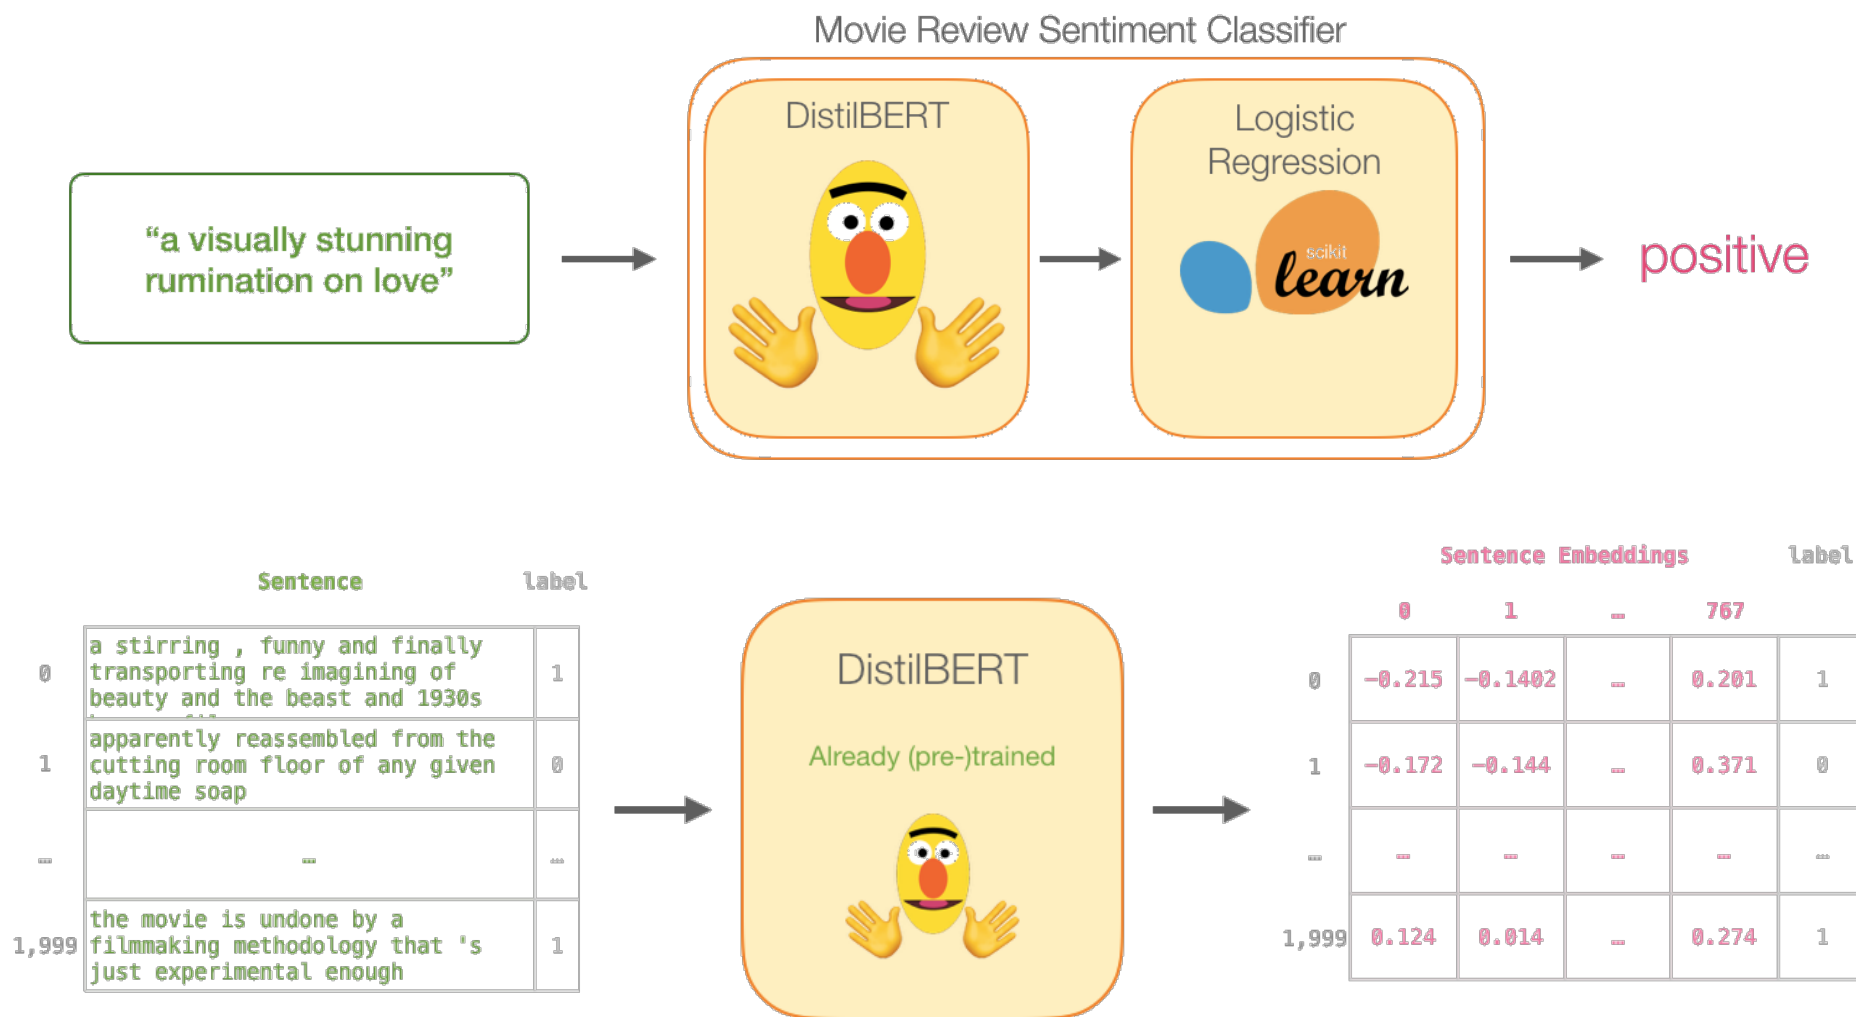 Movie Review Sentiment Classifier
DistilBERT
Logistic
Regression
scikit
learn
“a visually stunning
rumination on love”
positive
Sentence label
0
a stirring , funny and finally
transporting re imagining of
beauty and the beast and 1930s
1
1
apparently reassembled from the
cutting room floor of any given
daytime soap
0
… … …
1,999
the movie is undone by a
filmmaking methodology that 's
just experimental enough
1
DistilBERT
Already (pre-)trained
Sentence Embeddings label
0 1 … 767
0 −0.215 −0.1402 … 0.201 1
1 −0.172 −0.144 … 0.371 0
… … … … … …
1,999 0.124 0.014 … 0.274 1